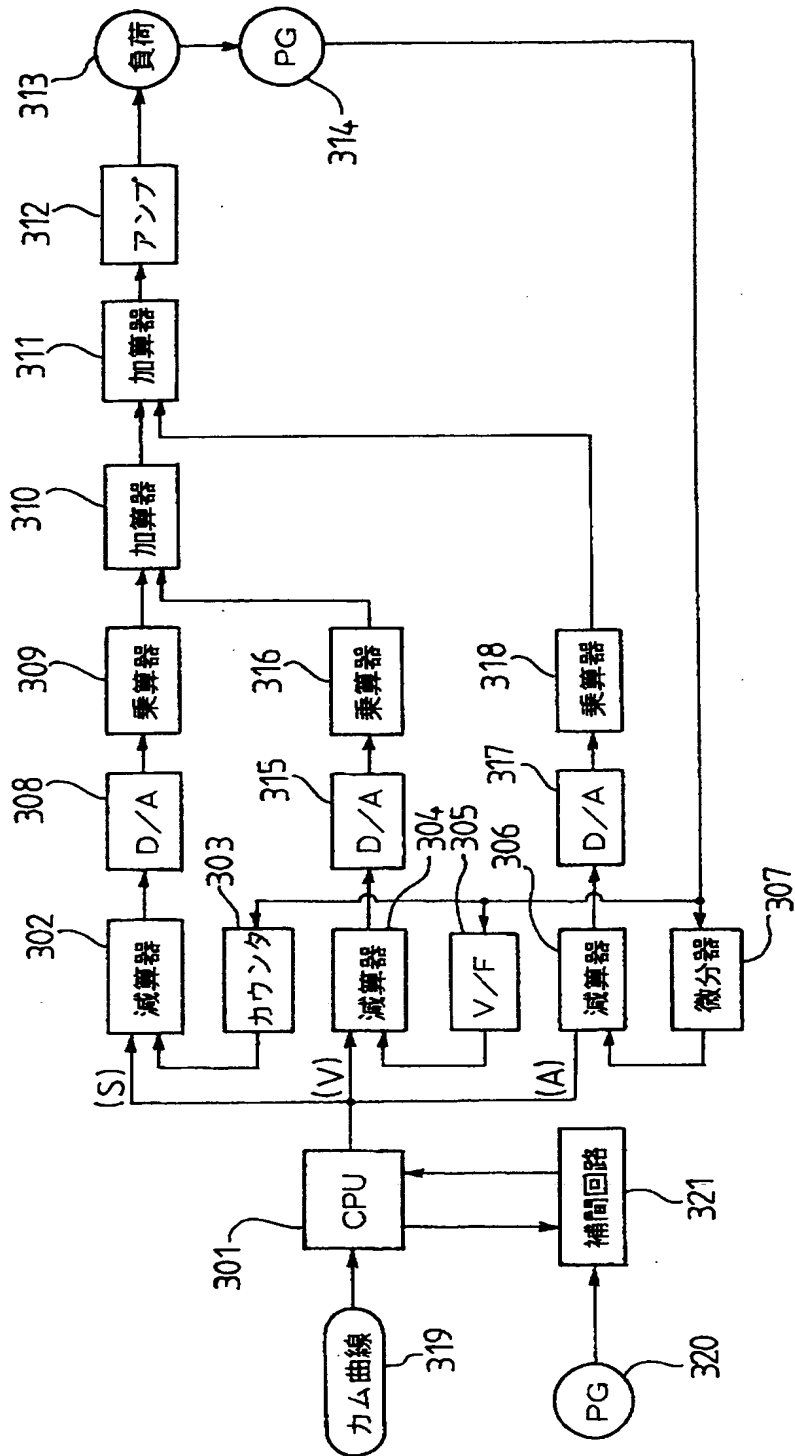 302
減算器
308
D/A
309
乗算器
310
加算器
311
加算器
312
アンプ
313
負荷
PG
314
(S)
303
カウンタ
(V)
減算器
304
315
D/A
316
乗算器
V/F
305
(A)
306
減算器
317
D/A
318
乗算器
微分器
307
301
CPU
カム曲線
319
補間回路
321
PG
320